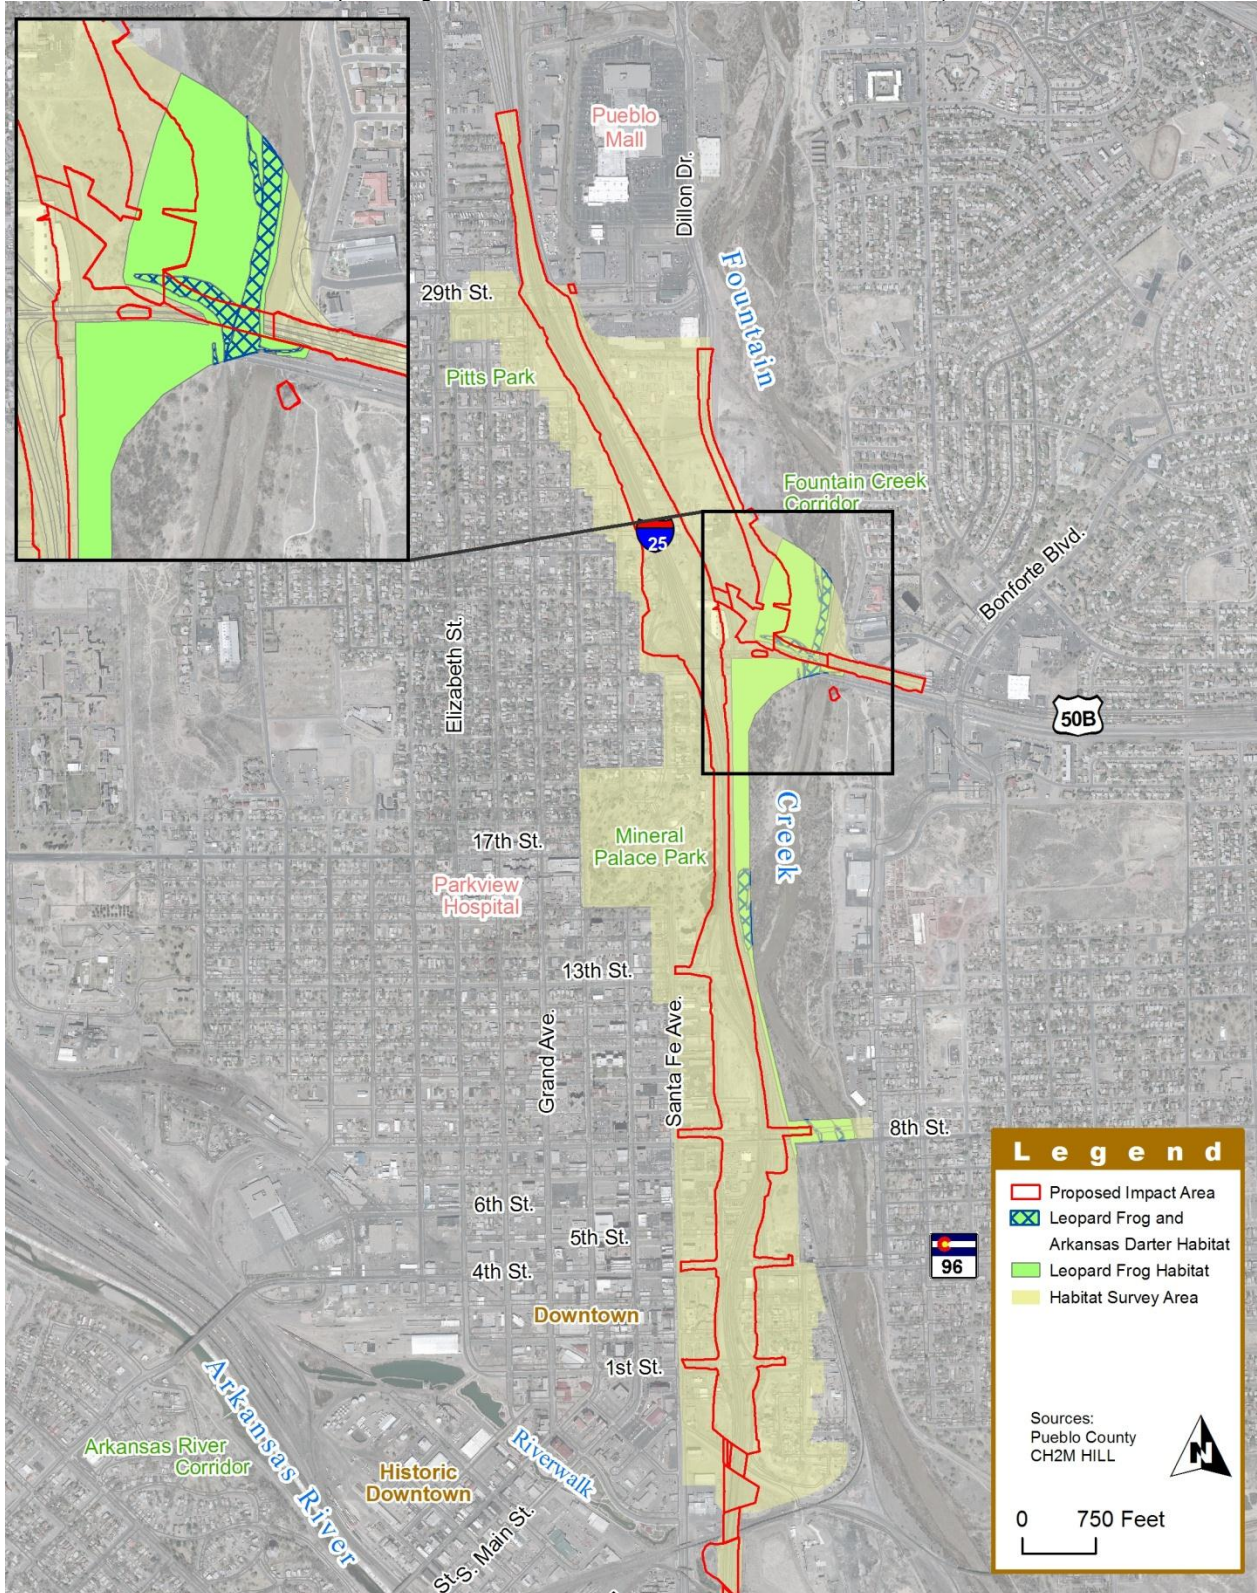 Pueblo
Mall
Dillon Dr.
Fountain
29th St.
Pitts Park
Fountain Creek
Corridor
25
Bonforte Blvd.
Elizabeth St.
50B
Creek
17th St.
Mineral
Palace Park
Parkview
Hospital
13th St.
Grand Ave.
Santa Fe Ave.
8th St.
6th St.
5th St.
4th St.
96
Downtown
1st St.
Arkansas River
Riverwalk
Arkansas River
Corridor
Historic
Downtown
S. Main St.
St.
Legend
Proposed Impact Area
Leopard Frog and
Arkansas Darter Habitat
Leopard Frog Habitat
Habitat Survey Area
Sources:
Pueblo County
CH2M HILL
N
0 750 Feet